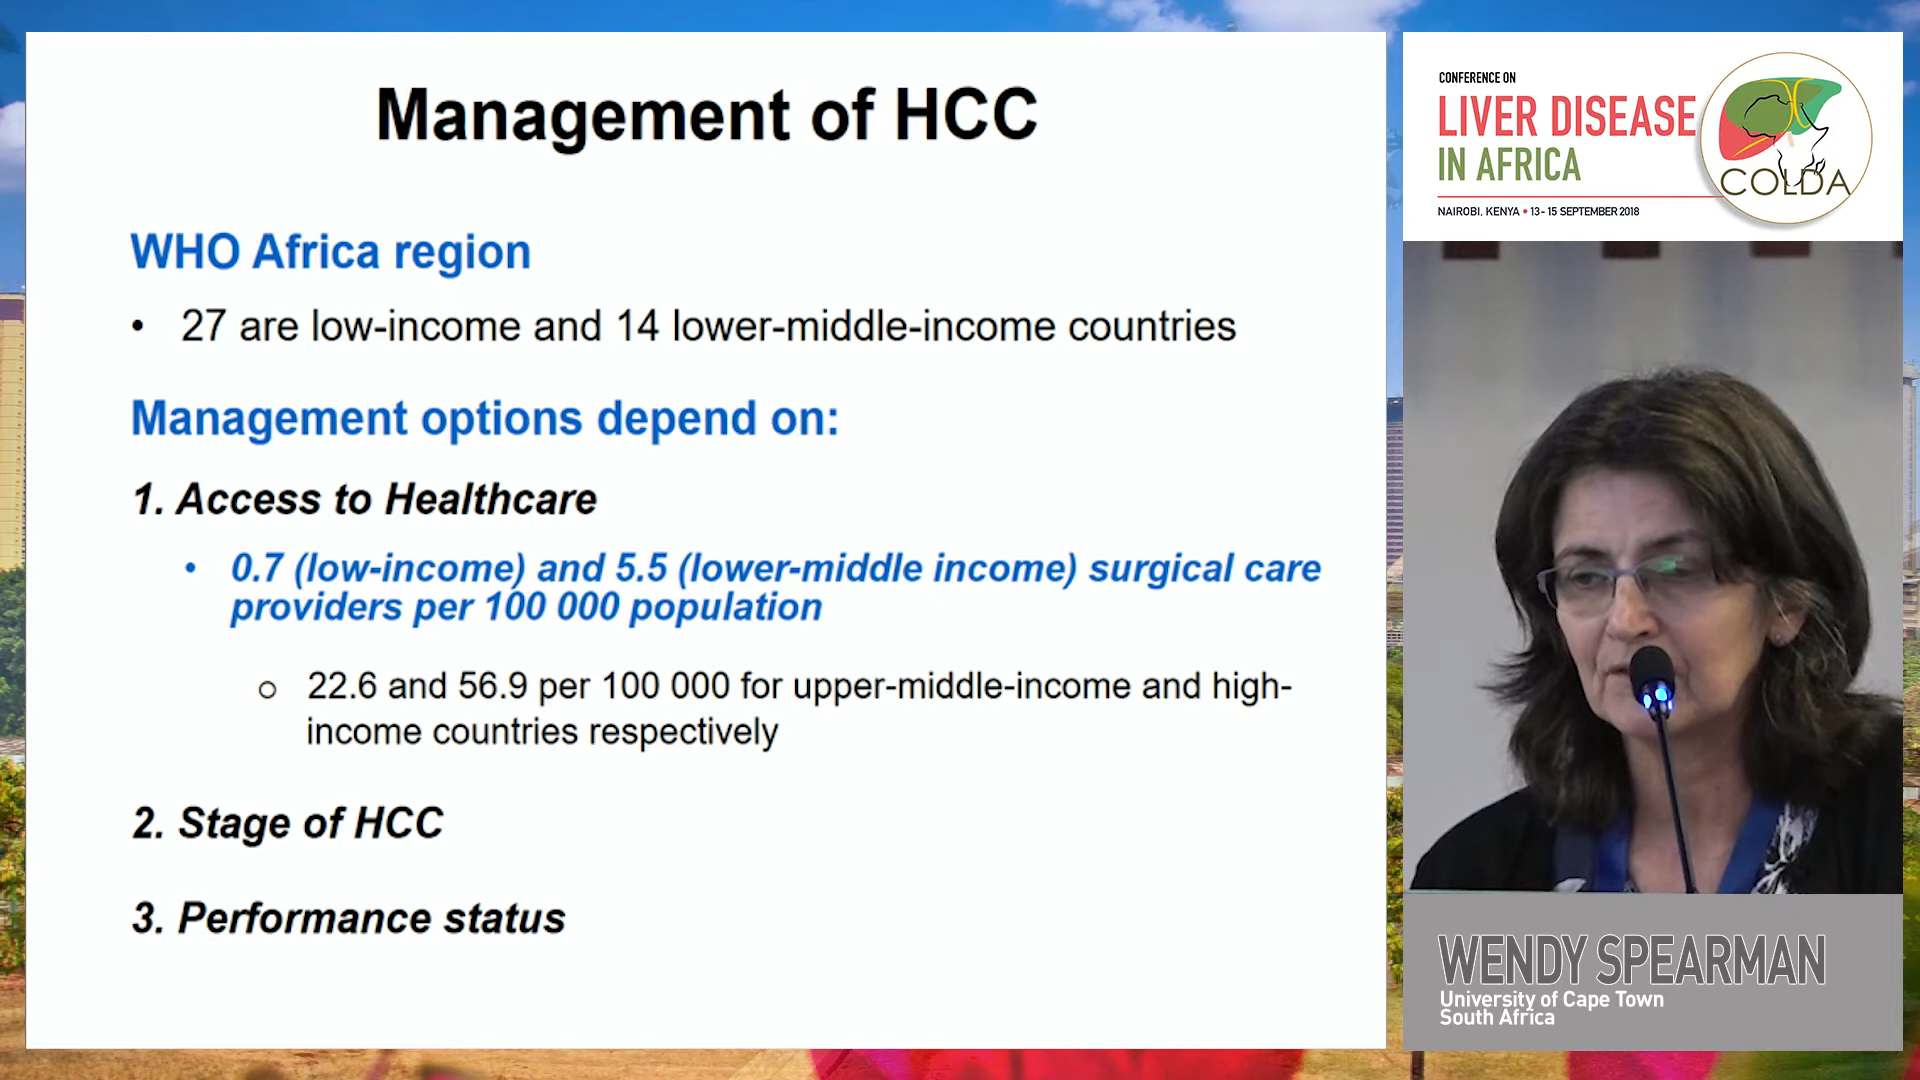 Management of HCC
WHO Africa region
• 27 are low-income and 14 lower-middle-income countries
Management options depend on:
1. Access to Healthcare
• 0.7 (low-income) and 5.5 (lower-middle income) surgical care
providers per 100 000 population
o 22.6 and 56.9 per 100 000 for upper-middle-income and high-
income countries respectively
2. Stage of HCC
3. Performance status
CONFERENCE ON
LIVER DISEASE
IN AFRICA
COLDA
NAIROBI, KENYA • 13-15 SEPTEMBER 2018
WENDY SPEARMAN
University of Cape Town
South Africa